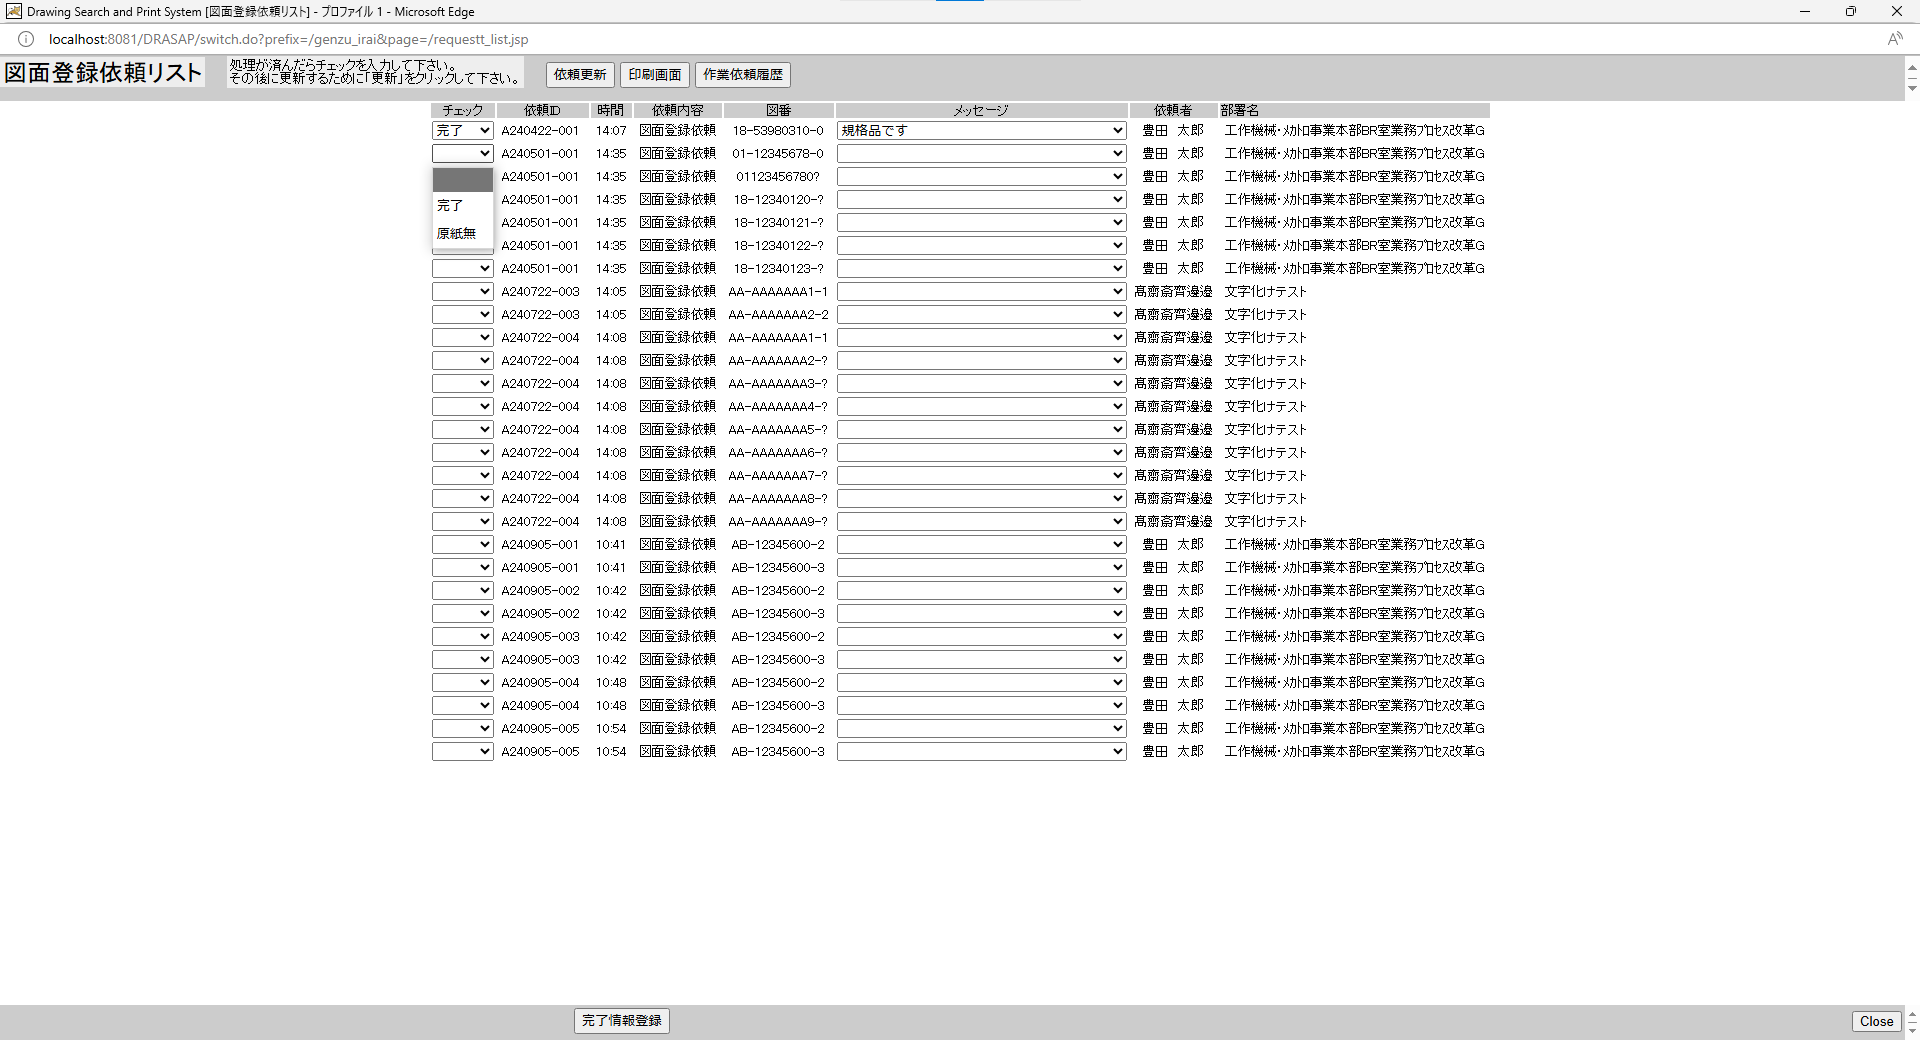 Drawing Search and Print System [図面登録依頼リスト] - プロファイル 1 - Microsoft Edge
localhost:8081/DRASAP/switch.do?prefix=/genzu_irai&page=/requestt_list.jsp
図面登録依頼リスト
処理が済んだらチェックを入力して下さい。
その後に更新するために「更新」をクリックして下さい。
依頼更新 印刷画面 作業依頼履歴
チェック 依頼ID 時間 依頼内容 図番 メッセージ 依頼者 部署名
完了 A240422-001 14:07 図面登録依頼 18-53980310-0 規格品です 豊田 太郎 工作機械・メカトロ事業本部BR室業務プロセス改革G
A240501-001 14:35 図面登録依頼 01-12345678-0 豊田 太郎 工作機械・メカトロ事業本部BR室業務プロセス改革G
A240501-001 14:35 図面登録依頼 01123456780? 豊田 太郎 工作機械・メカトロ事業本部BR室業務プロセス改革G
完了 A240501-001 14:35 図面登録依頼 18-12340120-? 豊田 太郎 工作機械・メカトロ事業本部BR室業務プロセス改革G
A240501-001 14:35 図面登録依頼 18-12340121-? 豊田 太郎 工作機械・メカトロ事業本部BR室業務プロセス改革G
原紙無 A240501-001 14:35 図面登録依頼 18-12340122-? 豊田 太郎 工作機械・メカトロ事業本部BR室業務プロセス改革G
A240501-001 14:35 図面登録依頼 18-12340123-? 豊田 太郎 工作機械・メカトロ事業本部BR室業務プロセス改革G
A240722-003 14:05 図面登録依頼 AA-AAAAAAA1-1 髙齋斎齊邊邉 文字化けテスト
A240722-003 14:05 図面登録依頼 AA-AAAAAAA2-2 髙齋斎齊邊邉 文字化けテスト
A240722-004 14:08 図面登録依頼 AA-AAAAAAA1-1 髙齋斎齊邊邉 文字化けテスト
A240722-004 14:08 図面登録依頼 AA-AAAAAAA2-? 髙齋斎齊邊邉 文字化けテスト
A240722-004 14:08 図面登録依頼 AA-AAAAAAA3-? 髙齋斎齊邊邉 文字化けテスト
A240722-004 14:08 図面登録依頼 AA-AAAAAAA4-? 髙齋斎齊邊邉 文字化けテスト
A240722-004 14:08 図面登録依頼 AA-AAAAAAA5-? 髙齋斎齊邊邉 文字化けテスト
A240722-004 14:08 図面登録依頼 AA-AAAAAAA6-? 髙齋斎齊邊邉 文字化けテスト
A240722-004 14:08 図面登録依頼 AA-AAAAAAA7-? 髙齋斎齊邊邉 文字化けテスト
A240722-004 14:08 図面登録依頼 AA-AAAAAAA8-? 髙齋斎齊邊邉 文字化けテスト
A240722-004 14:08 図面登録依頼 AA-AAAAAAA9-? 髙齋斎齊邊邉 文字化けテスト
A240905-001 10:41 図面登録依頼 AB-12345600-2 豊田 太郎 工作機械・メカトロ事業本部BR室業務プロセス改革G
A240905-001 10:41 図面登録依頼 AB-12345600-3 豊田 太郎 工作機械・メカトロ事業本部BR室業務プロセス改革G
A240905-002 10:42 図面登録依頼 AB-12345600-2 豊田 太郎 工作機械・メカトロ事業本部BR室業務プロセス改革G
A240905-002 10:42 図面登録依頼 AB-12345600-3 豊田 太郎 工作機械・メカトロ事業本部BR室業務プロセス改革G
A240905-003 10:42 図面登録依頼 AB-12345600-2 豊田 太郎 工作機械・メカトロ事業本部BR室業務プロセス改革G
A240905-003 10:42 図面登録依頼 AB-12345600-3 豊田 太郎 工作機械・メカトロ事業本部BR室業務プロセス改革G
A240905-004 10:48 図面登録依頼 AB-12345600-2 豊田 太郎 工作機械・メカトロ事業本部BR室業務プロセス改革G
A240905-004 10:48 図面登録依頼 AB-12345600-3 豊田 太郎 工作機械・メカトロ事業本部BR室業務プロセス改革G
A240905-005 10:54 図面登録依頼 AB-12345600-2 豊田 太郎 工作機械・メカトロ事業本部BR室業務プロセス改革G
A240905-005 10:54 図面登録依頼 AB-12345600-3 豊田 太郎 工作機械・メカトロ事業本部BR室業務プロセス改革G
完了情報登録 Close